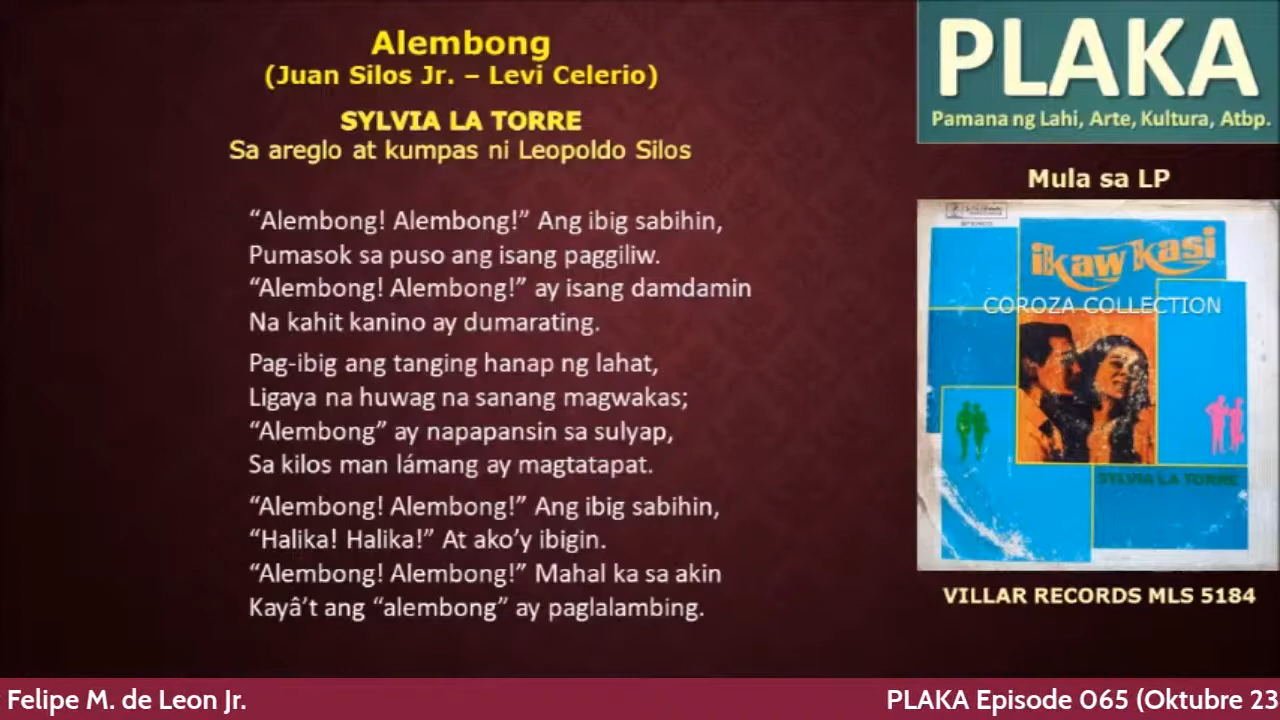 Alembong
(Juan Silos Jr. – Levi Celerio)
SYLVIA LA TORRE
Sa areglo at kumpas ni Leopoldo Silos
“Alembong! Alembong!” Ang ibig sabihin,
Pumasok sa puso ang isang paggiliw.
“Alembong! Alembong!” ay isang damdamin
Na kahit kanino ay dumarating.
Pag-ibig ang tanging hanap ng lahat,
Ligaya na huwag na sanang magwakas;
“Alembong” ay napapansin sa sulyap,
Sa kilos man lámang ay magtatapat.
“Alembong! Alembong!” Ang ibig sabihin,
“Halika! Halika!” At ako’y ibigin.
“Alembong! Alembong!” Mahal ka sa akin
Kayâ’t ang “alembong” ay paglalambing.
PLAKA
Pamana ng Lahi, Arte, Kultura, Atbp.
Mula sa LP
ikaw kasi
COROZA COLLECTION
SYLVIA LA TORRE
VILLAR RECORDS MLS 5184
Felipe M. de Leon Jr.
PLAKA Episode 065 (Oktubre 23